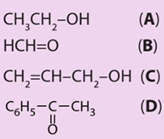 CH₃CH₂–OH (A)
HCH=O (B)
CH₂=CH–CH₂–OH (C)
C₆H₅–C–CH₃ (D)
O